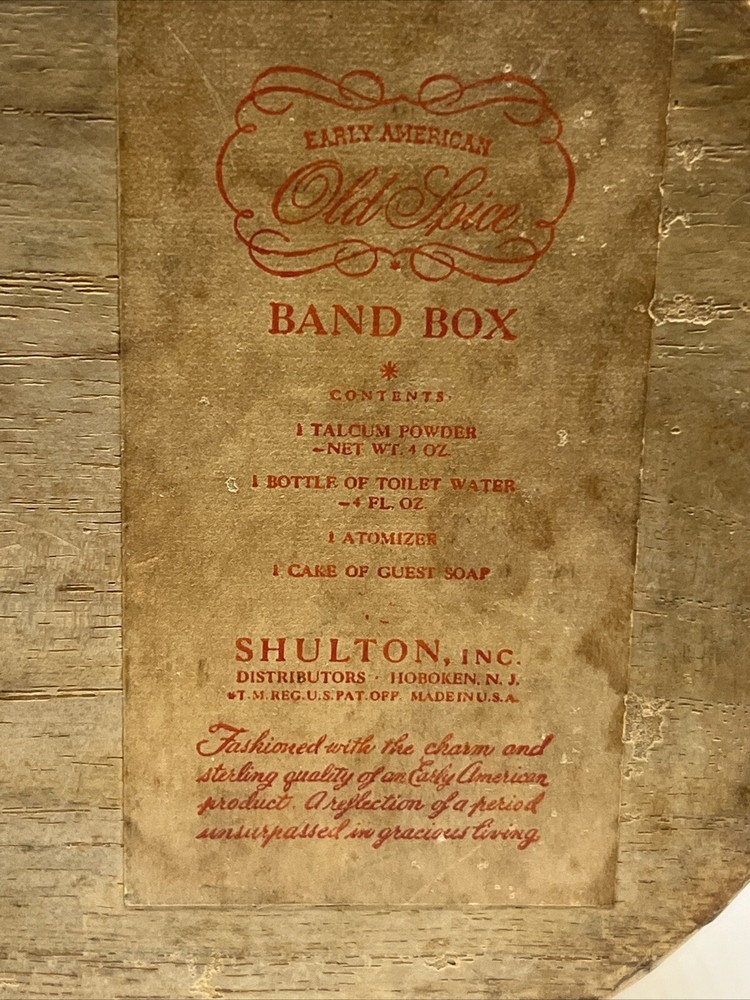 EARLY AMERICAN
Old Spice
BAND BOX
*
CONTENTS
1 TALCUM POWDER
—NET WT. 4 OZ.
1 BOTTLE OF TOILET WATER
—4 FL. OZ.
1 ATOMIZER
1 CAKE OF GUEST SOAP
SHULTON, INC.
DISTRIBUTORS · HOBOKEN, N. J.
*T.M. REG. U.S. PAT. OFF. MADE IN U.S.A.
Fashioned with the charm and
sterling quality of an Early American
product. A reflection of a period
unsurpassed in gracious living